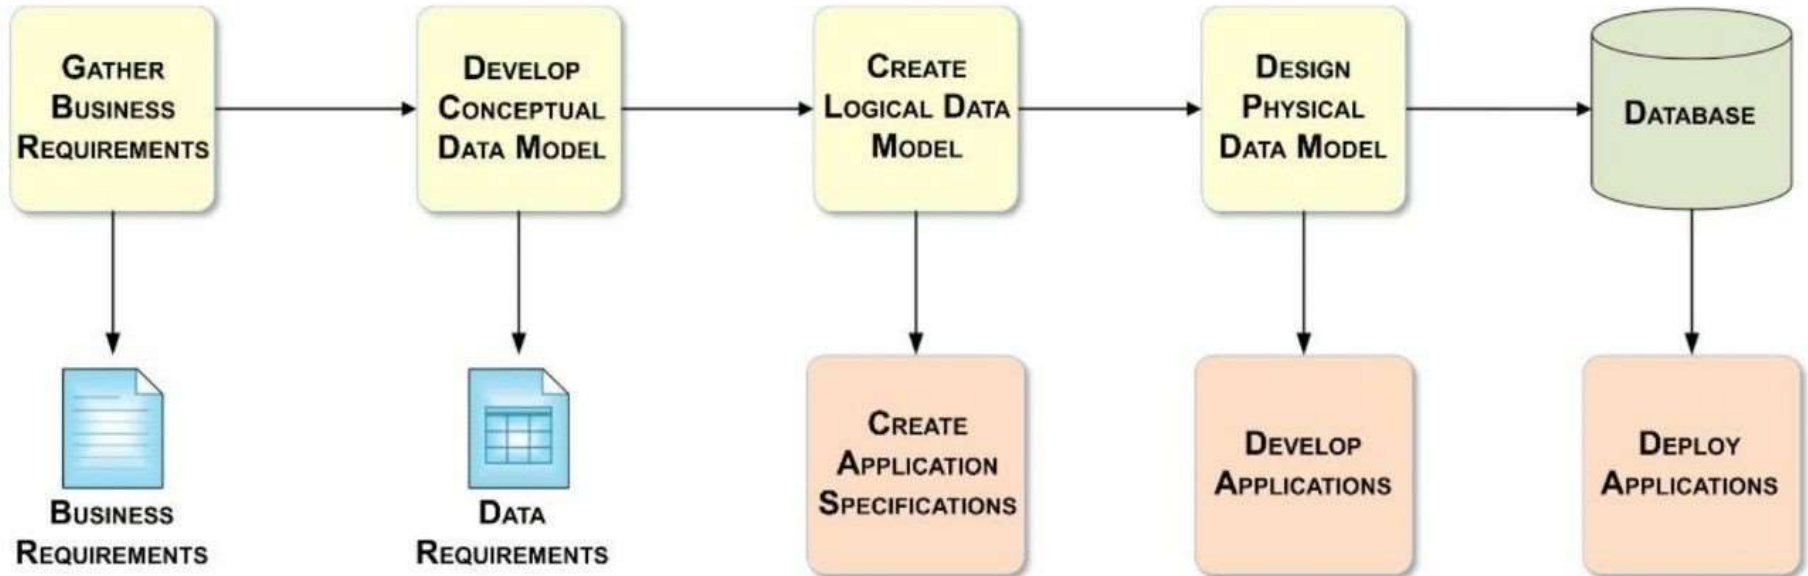 GATHER
BUSINESS
REQUIREMENTS
DEVELOP
CONCEPTUAL
DATA MODEL
CREATE
LOGICAL DATA
MODEL
DESIGN
PHYSICAL
DATA MODEL
DATABASE
BUSINESS
REQUIREMENTS
DATA
REQUIREMENTS
CREATE
APPLICATION
SPECIFICATIONS
DEVELOP
APPLICATIONS
DEPLOY
APPLICATIONS